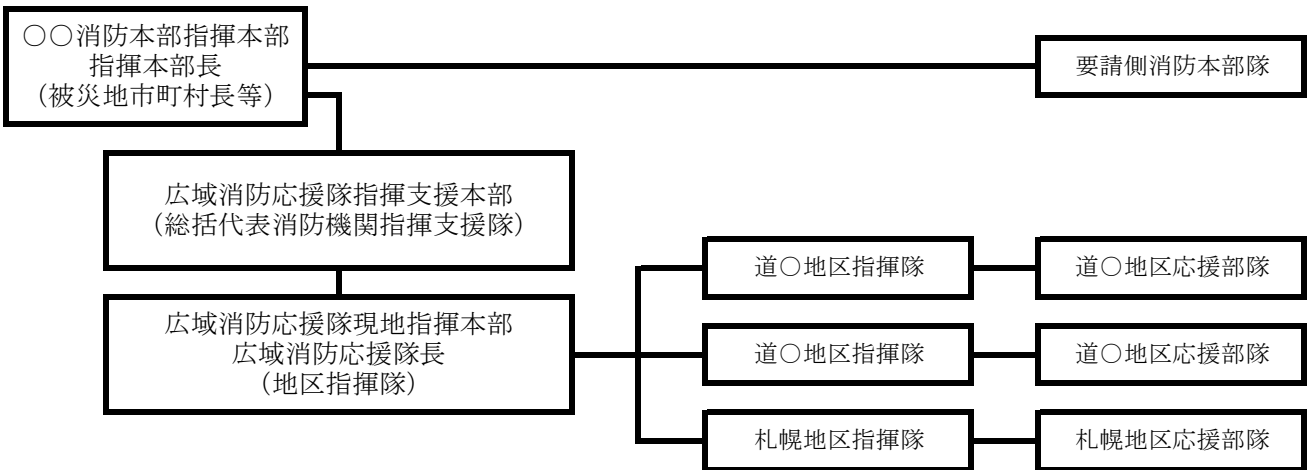 ○○消防本部指揮本部
指揮本部長
(被災地市町村長等)
要請側消防本部隊
広域消防応援隊指揮支援本部
(総括代表消防機関指揮支援隊)
広域消防応援隊現地指揮本部
広域消防応援隊長
(地区指揮隊)
道○地区指揮隊
道○地区応援部隊
道○地区指揮隊
道○地区応援部隊
札幌地区指揮隊
札幌地区応援部隊